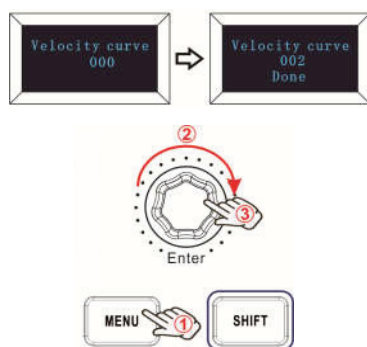 Velocity curve
000
Velocity curve
002
Done
②
③
Enter
MENU
①
SHIFT